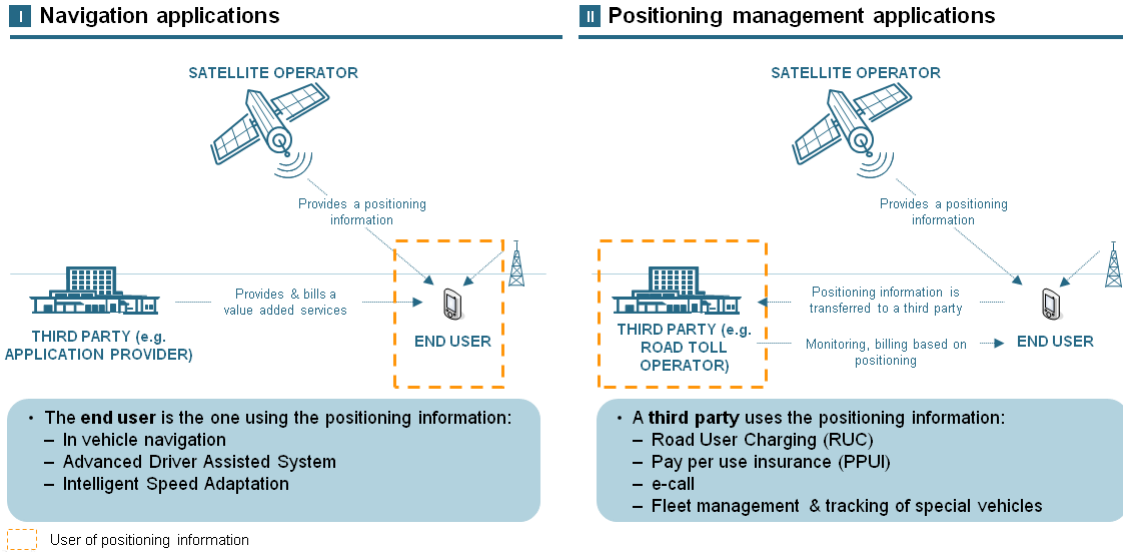 I Navigation applications
SATELLITE OPERATOR
Provides a positioning
information
Provides & bills a
value added services
THIRD PARTY (e.g.
APPLICATION PROVIDER)
END USER
· The end user is the one using the positioning information:
– In vehicle navigation
– Advanced Driver Assisted System
– Intelligent Speed Adaptation
II Positioning management applications
SATELLITE OPERATOR
Provides a positioning
information
Positioning information is
transferred to a third party
THIRD PARTY (e.g.
ROAD TOLL
OPERATOR)
Monitoring, billing based on
positioning
END USER
· A third party uses the positioning information:
– Road User Charging (RUC)
– Pay per use insurance (PPUI)
– e-call
– Fleet management & tracking of special vehicles
User of positioning information